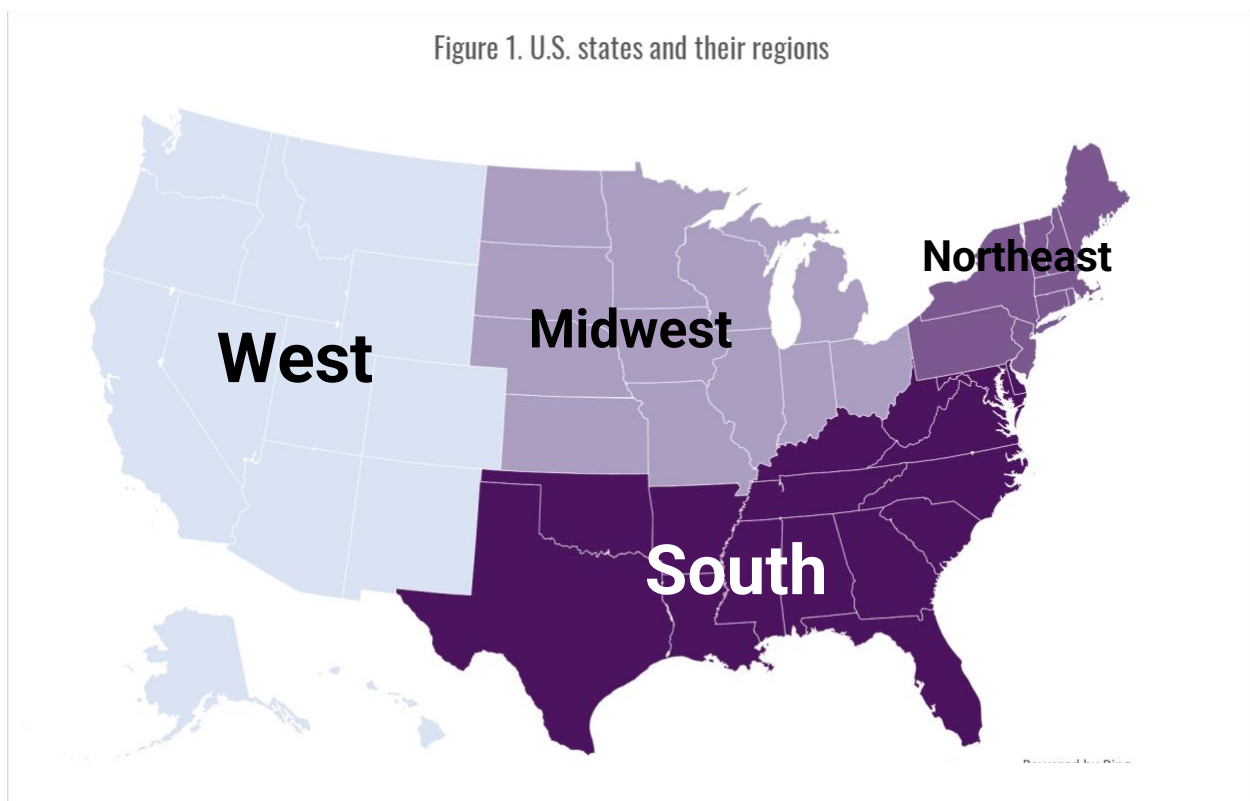 Figure 1. U.S. states and their regions
Northeast
Midwest
West
South